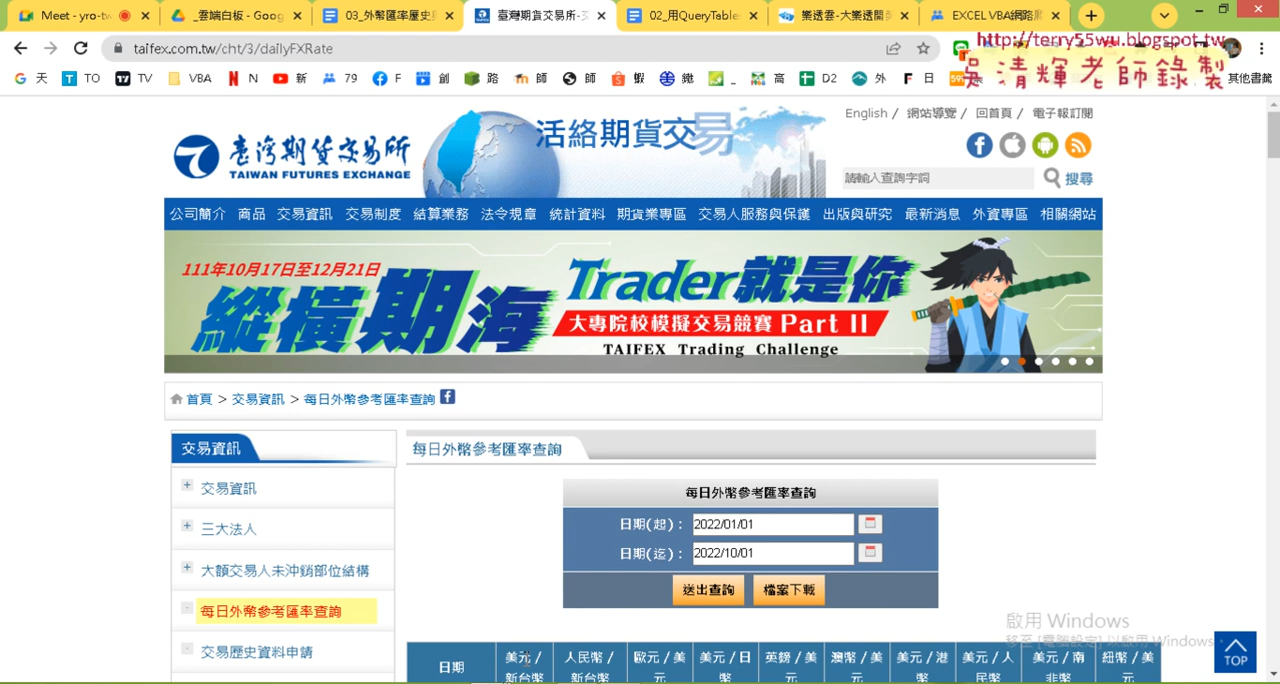 Meet - yro-tw
_雲端白板 - Goog
03_外幣匯率歷史
臺灣期貨交易所-交
02_用QueryTable
樂透雲-大樂透開
EXCEL VBA網路
taifex.com.tw/cht/3/dailyFXRate
http://terry55wu.blogspot.tw
吳清輝老師錄製
天 TO TV VBA N 新 79 F 創 路 師 師 蝦 _ 高 D2 外 日 其他書籤
English / 網站導覽 / 回首頁 / 電子報訂閱
臺灣期貨交易所
TAIWAN FUTURES EXCHANGE
活絡期貨交易
請輸入查詢字詞 搜尋
公司簡介 商品 交易資訊 交易制度 結算業務 法令規章 統計資料 期貨業專區 交易人服務與保護 出版與研究 最新消息 外資專區 相關網站
111年10月17日至12月21日
縱橫期海 Trader就是你
大專院校模擬交易競賽 Part II
TAIFEX Trading Challenge
首頁 > 交易資訊 > 每日外幣參考匯率查詢
交易資訊
交易資訊
三大法人
大額交易人未沖銷部位結構
每日外幣參考匯率查詢
交易歷史資料申請
每日外幣參考匯率查詢
每日外幣參考匯率查詢
日期(起)： 2022/01/01
日期(迄)： 2022/10/01
送出查詢 檔案下載
啟用 Windows
移至 [電腦設定] 以啟用 Windows。
TOP
日期 美元／新台幣 人民幣／新台幣 歐元／美元 美元／日幣 英鎊／美元 澳幣／美元 美元／港幣 美元／人民幣 美元／南非幣 紐幣／美元